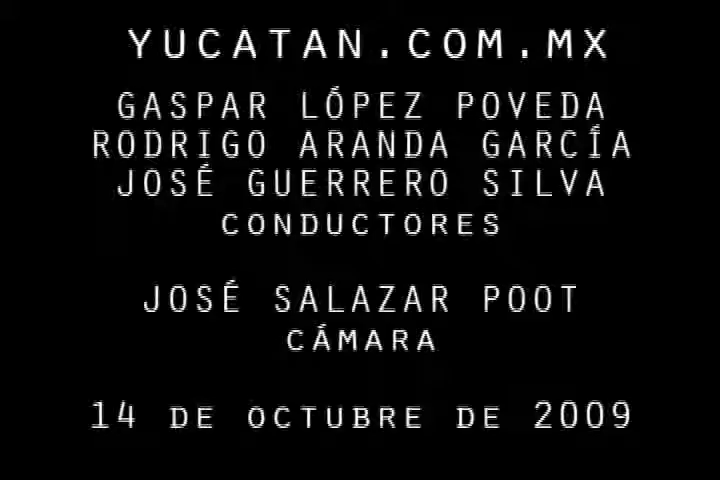 YUCATAN.COM.MX
GASPAR LÓPEZ POVEDA
RODRIGO ARANDA GARCÍA
JOSÉ GUERRERO SILVA
CONDUCTORES
JOSÉ SALAZAR POOT
CÁMARA
14 DE OCTUBRE DE 2009